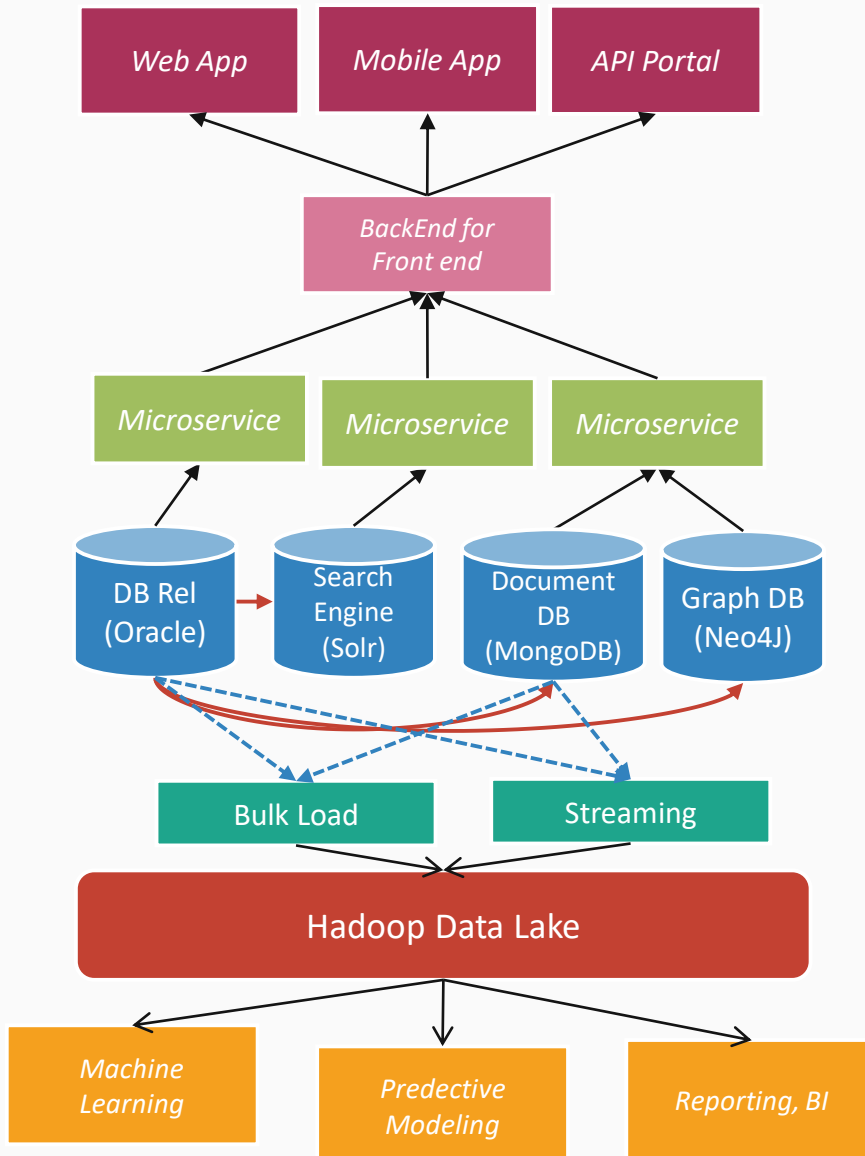 Web App
Mobile App
API Portal
BackEnd for
Front end
Microservice
Microservice
Microservice
DB Rel
(Oracle)
Search
Engine
(Solr)
Document
DB
(MongoDB)
Graph DB
(Neo4J)
Bulk Load
Streaming
Hadoop Data Lake
Machine
Learning
Predective
Modeling
Reporting, BI